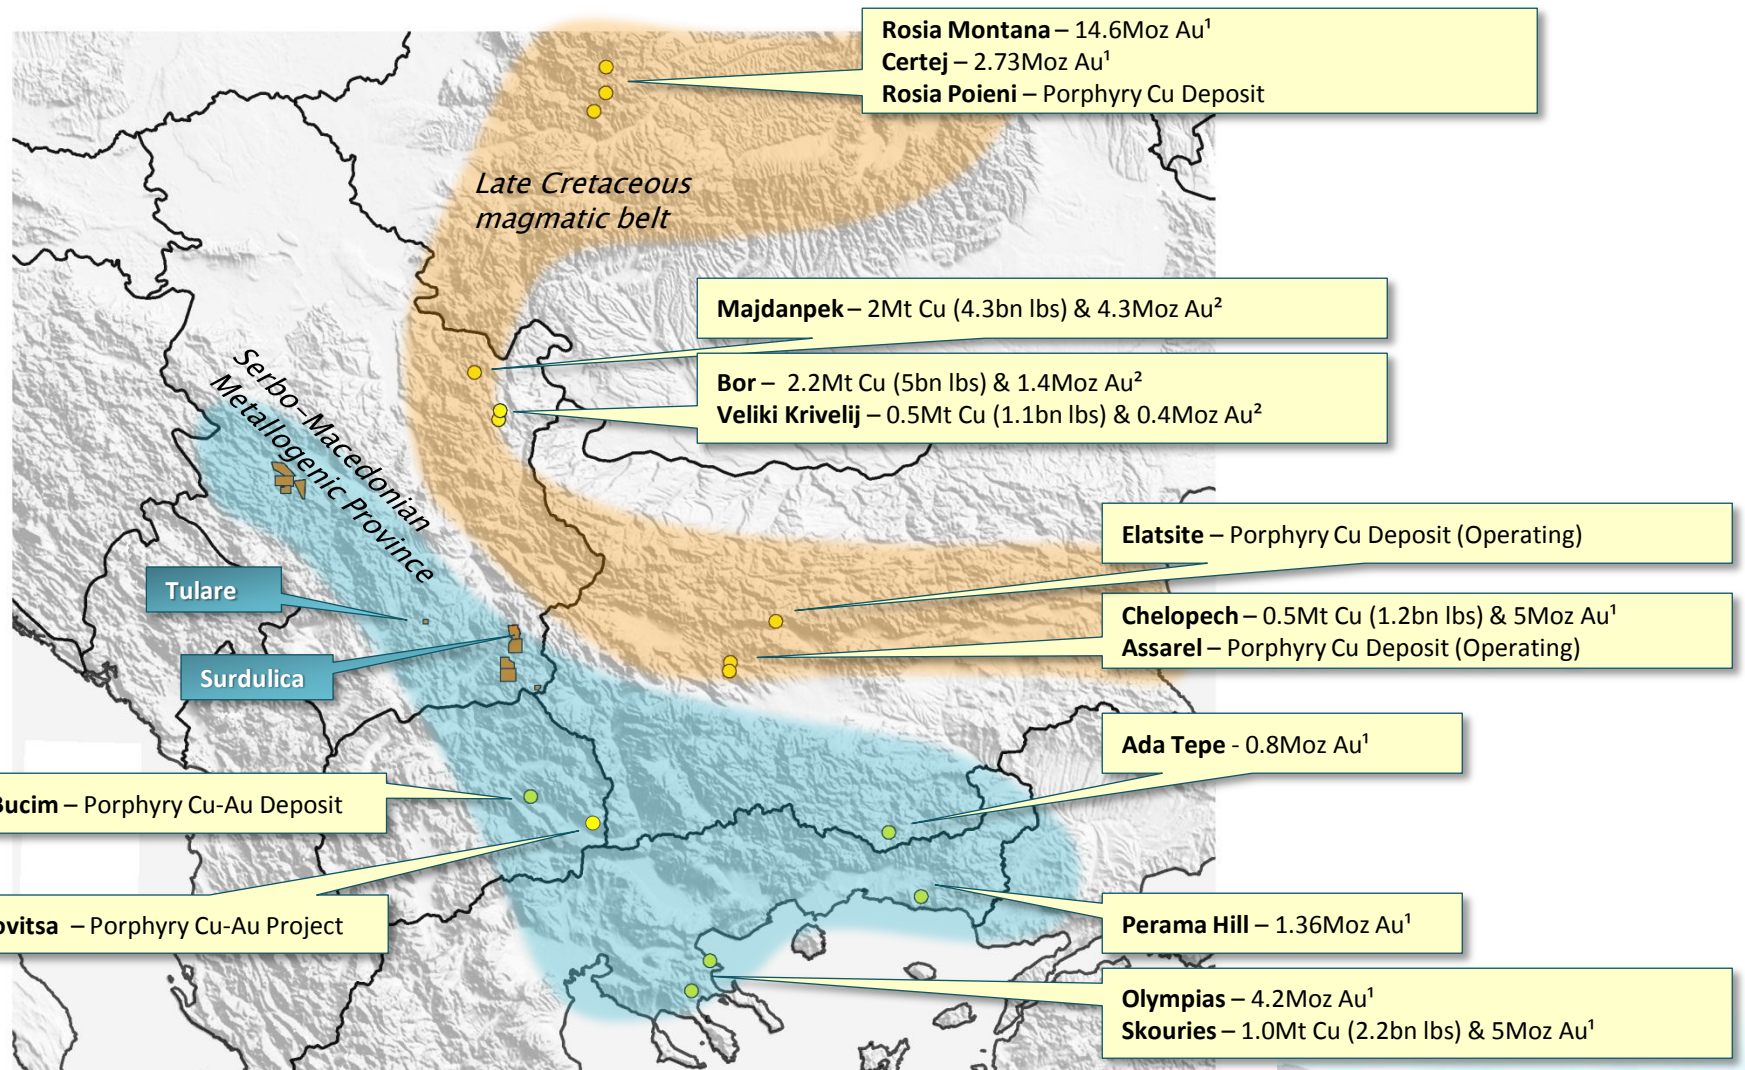 Rosia Montana – 14.6Moz Au¹
Certej – 2.73Moz Au¹
Rosia Poieni – Porphyry Cu Deposit
Late Cretaceous
magmatic belt
Majdanpek – 2Mt Cu (4.3bn lbs) & 4.3Moz Au²
Bor – 2.2Mt Cu (5bn lbs) & 1.4Moz Au²
Veliki Krivelij – 0.5Mt Cu (1.1bn lbs) & 0.4Moz Au²
Serbo-Macedonian
Metallogenic Province
Elatsite – Porphyry Cu Deposit (Operating)
Tulare
Chelopech – 0.5Mt Cu (1.2bn lbs) & 5Moz Au¹
Assarel – Porphyry Cu Deposit (Operating)
Surdulica
Ada Tepe - 0.8Moz Au¹
Bucim – Porphyry Cu-Au Deposit
ovitsa – Porphyry Cu-Au Project
Perama Hill – 1.36Moz Au¹
Olympias – 4.2Moz Au¹
Skouries – 1.0Mt Cu (2.2bn lbs) & 5Moz Au¹